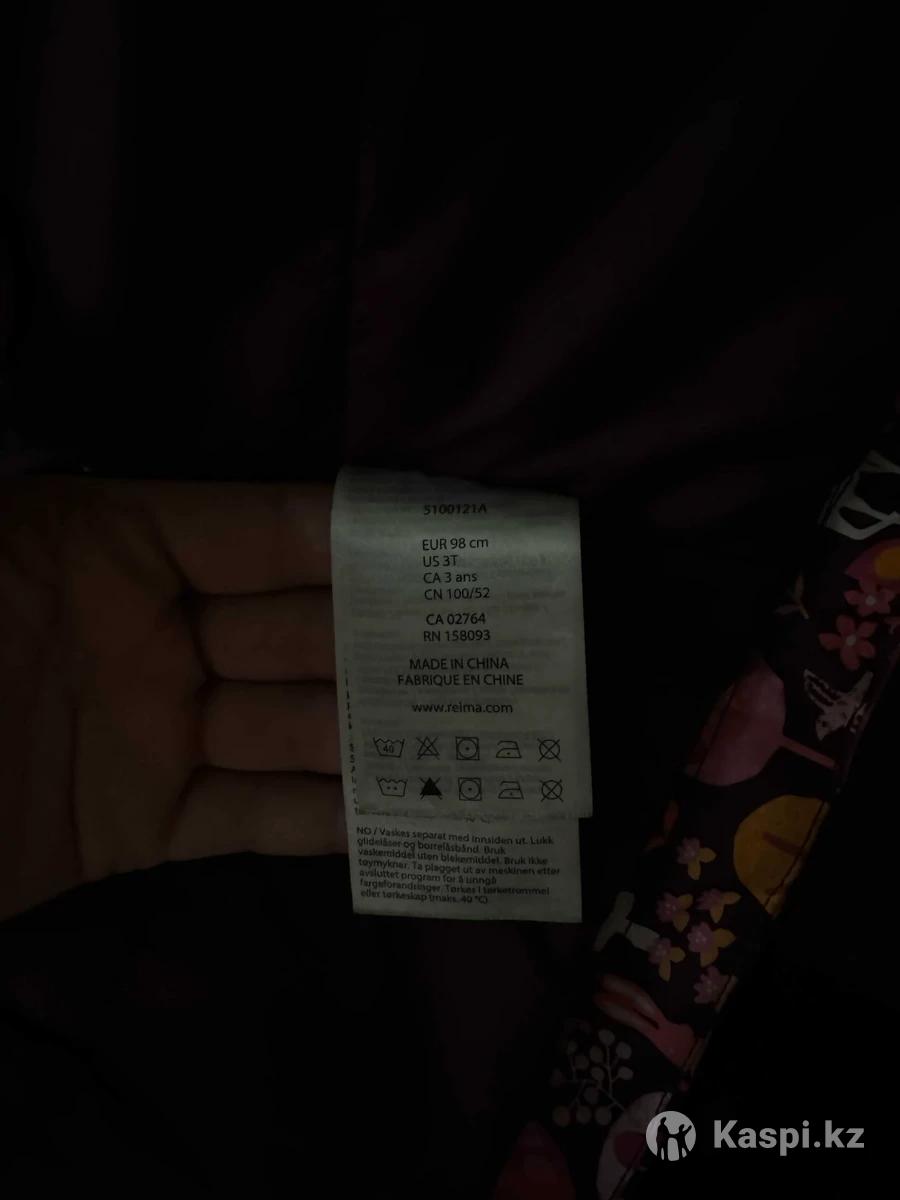 5100121A
EUR 98 cm
US 3T
CA 3 ans
CN 100/52
CA 02764
RN 158093
MADE IN CHINA
FABRIQUE EN CHINE
www.reima.com
40
NO / Vaskes separat med innsiden ut. Lukk
glidelåser og borrelåsbånd. Bruk
vaskemiddel uten blekemiddel. Bruk ikke
tøymykner. Ta plagget ut av meskinen etter
avsluttet program for å unngå
fargeforandringer. Tørkes i tørketrommel
eller tørkeskap (maks. 40 °C).
Kaspi.kz